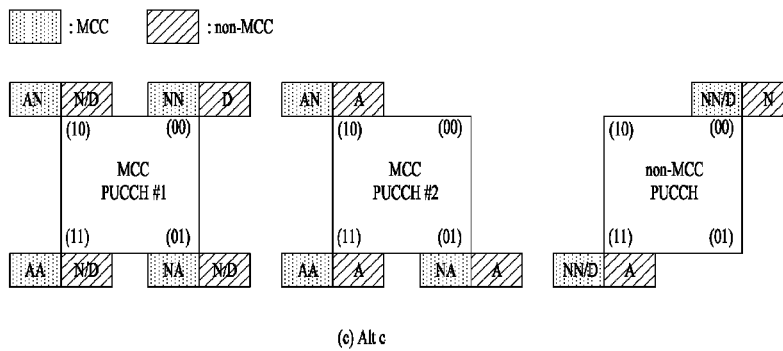 : MCC : non-MCC
AN N/D NN D AN A NN/D N
(10) (00) (10) (00) (10) (00)
MCC MCC non-MCC
PUCCH #1 PUCCH #2 PUCCH
(11) (01) (11) (01) (11) (01)
AA N/D NA N/D AA A NA A NN/D A
(c) Alt c